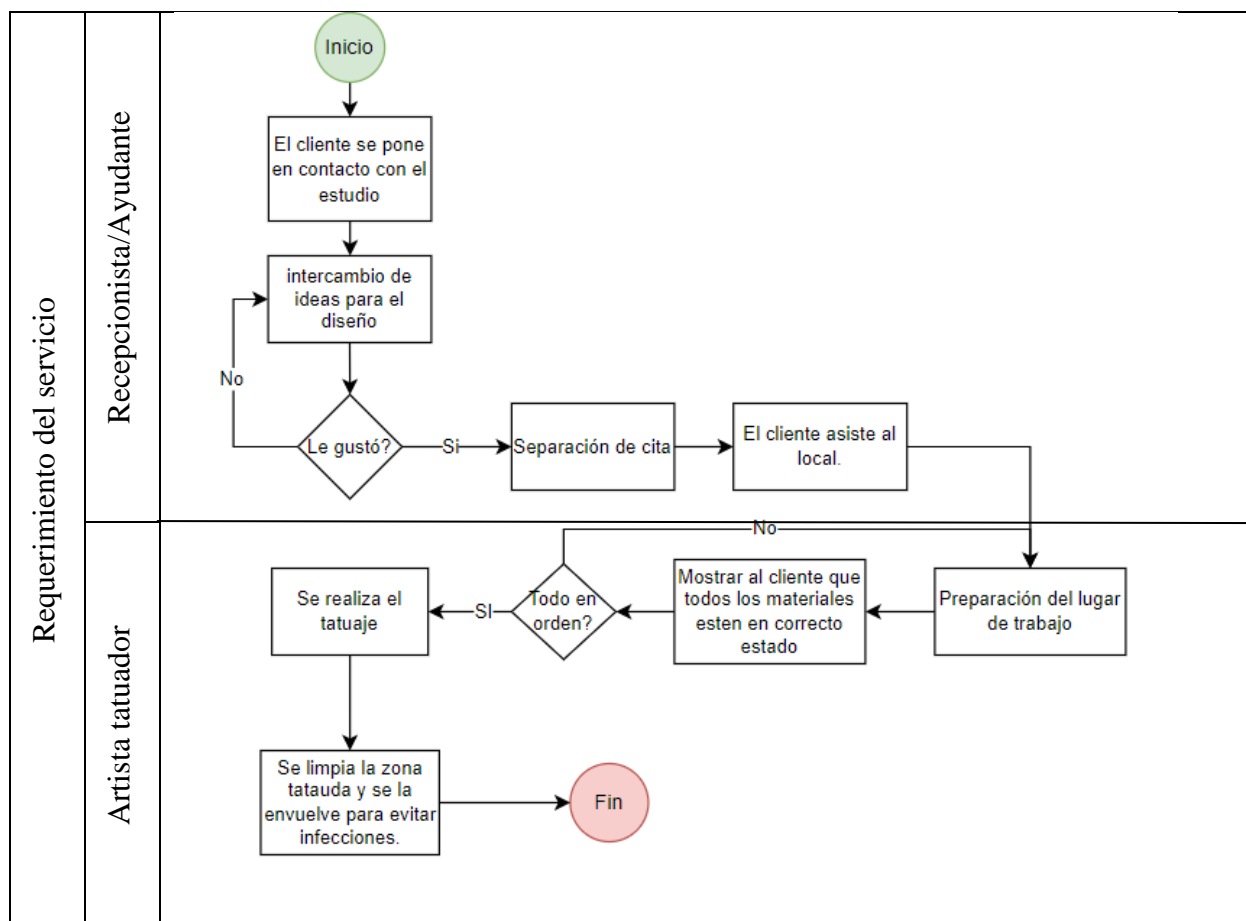 Requerimiento del servicio
Recepcionista/Ayudante
Inicio
El cliente se pone
en contacto con el
estudio
intercambio de
ideas para el
diseño
No
Le gustó?
Si
Separación de cita
El cliente asiste al
local.
Artista tatuador
No
Preparación del lugar
de trabajo
Mostrar al cliente que
todos los materiales
esten en correcto
estado
Todo en
orden?
SI
Se realiza el
tatuaje
Se limpia la zona
tatauda y se la
envuelve para evitar
infecciones.
Fin